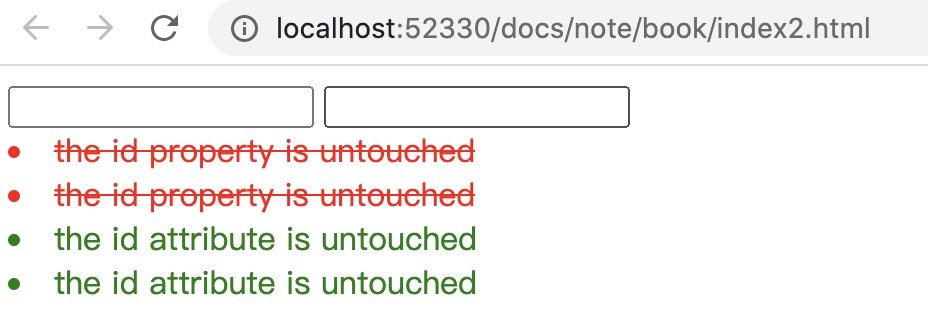 localhost:52330/docs/note/book/index2.html
the id property is untouched
the id property is untouched
the id attribute is untouched
the id attribute is untouched